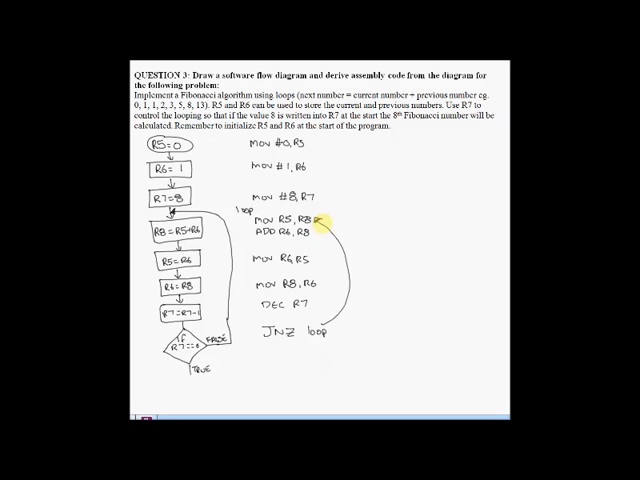 QUESTION 3: Draw a software flow diagram and derive assembly code from the diagram for
the following problem:
Implement a Fibonacci algorithm using loops (next number = current number + previous number eg.
0, 1, 1, 2, 3, 5, 8, 13). R5 and R6 can be used to store the current and previous numbers. Use R7 to
control the looping so that if the value 8 is written into R7 at the start the 8th Fibonacci number will be
calculated. Remember to initialize R5 and R6 at the start of the program.
R5=0 MOV #0,R5
R6=1 MOV #1,R6
R7=8 MOV #8,R7
loop
R8=R5+R6 MOV R5,R8
ADD R6,R8
R5=R6 MOV R6,R5
R6=R8 MOV R8,R6
R7=R7-1 DEC R7
if
R7==0 FALSE JNZ loop
TRUE